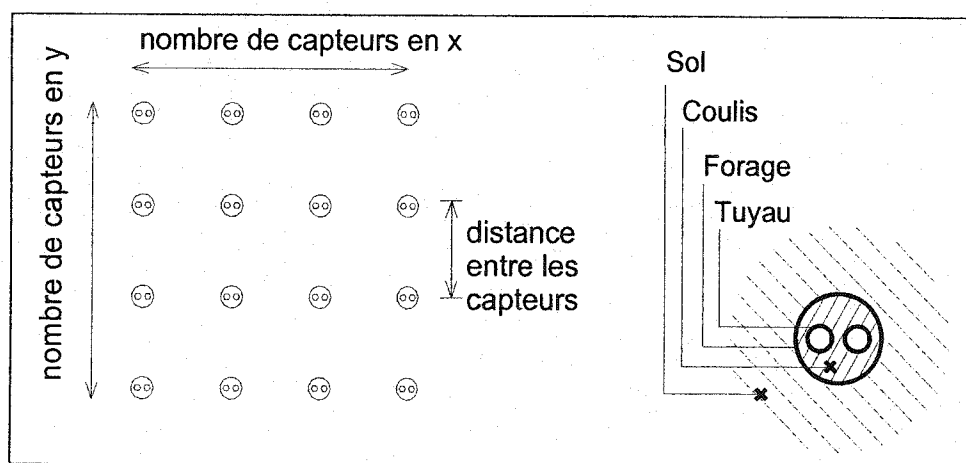 nombre de capteurs en x
nombre de capteurs en y
distance
entre les
capteurs
Sol
Coulis
Forage
Tuyau